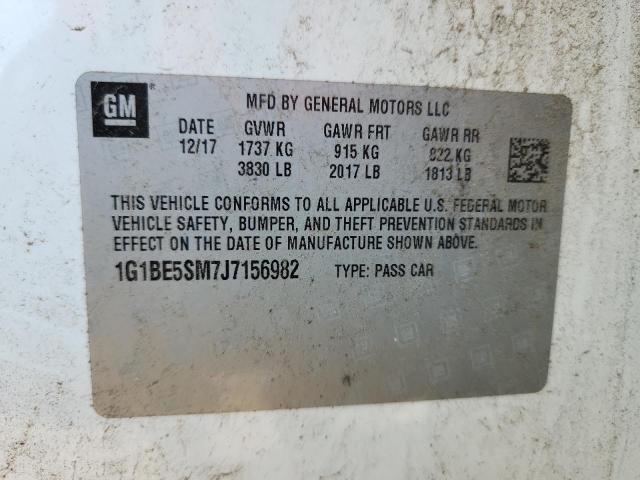 GM ®
MFD BY GENERAL MOTORS LLC
DATE GVWR GAWR FRT GAWR RR
12/17 1737 KG 915 KG 822 KG
3830 LB 2017 LB 1813 LB
THIS VEHICLE CONFORMS TO ALL APPLICABLE U.S. FEDERAL MOTOR
VEHICLE SAFETY, BUMPER, AND THEFT PREVENTION STANDARDS IN
EFFECT ON THE DATE OF MANUFACTURE SHOWN ABOVE.
1G1BE5SM7J7156982 TYPE: PASS CAR